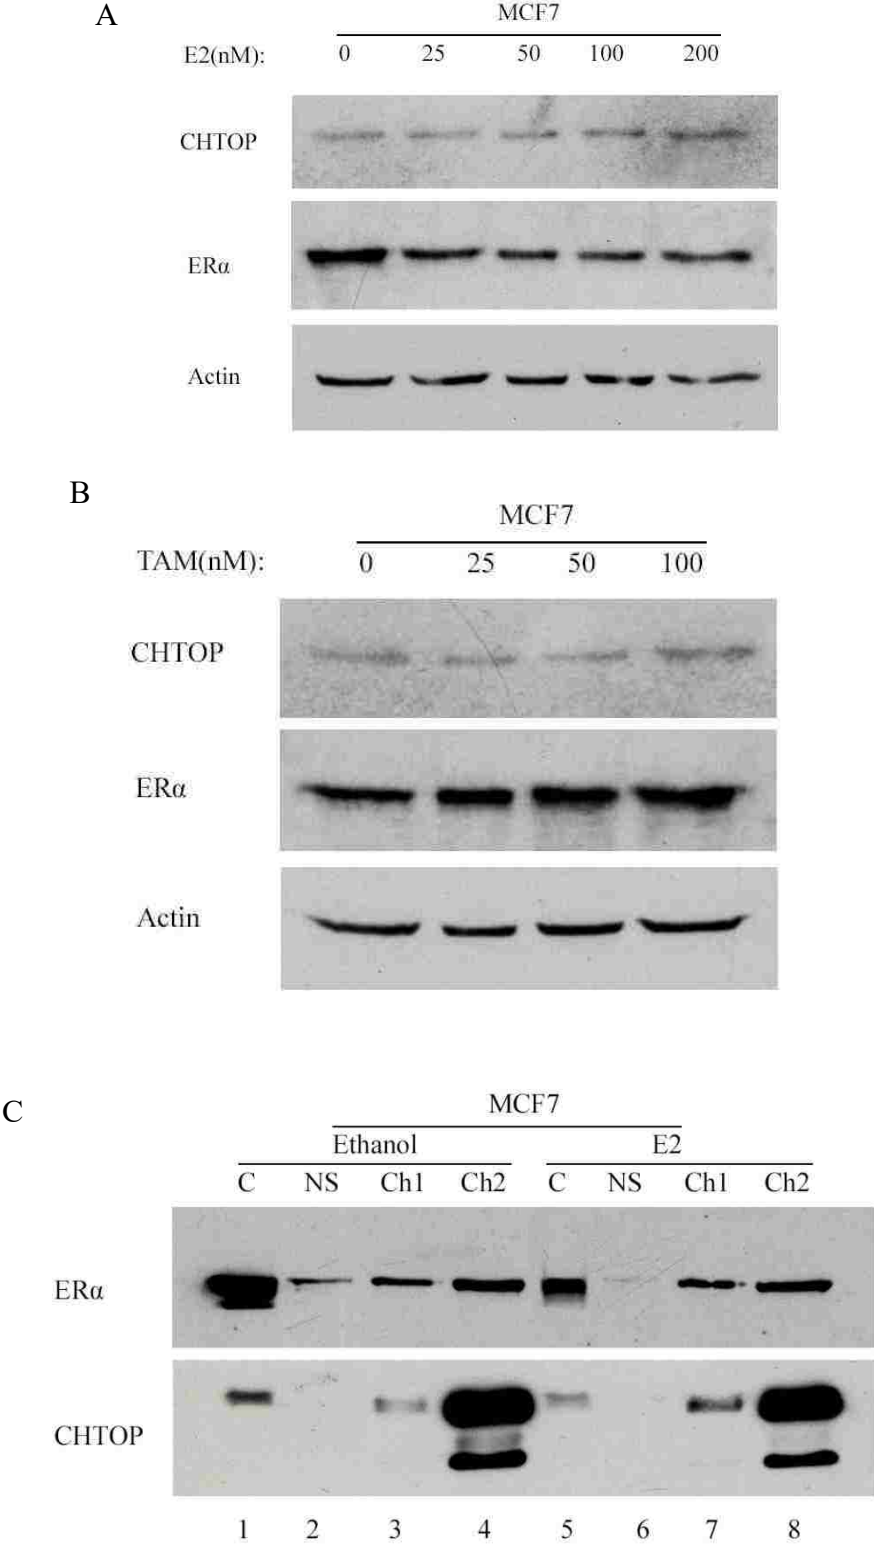 A
MCF7
E2(nM): 0 25 50 100 200
CHTOP
ERα
Actin
B
MCF7
TAM(nM): 0 25 50 100
CHTOP
ERα
Actin
C
MCF7
Ethanol E2
C NS Ch1 Ch2 C NS Ch1 Ch2
ERα
CHTOP
1 2 3 4 5 6 7 8